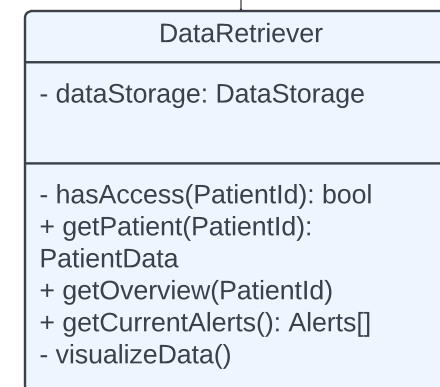 DataRetriever
- dataStorage: DataStorage
- hasAccess(PatientId): bool
+ getPatient(PatientId):
PatientData
+ getOverview(PatientId)
+ getCurrentAlerts(): Alerts[]
- visualizeData()